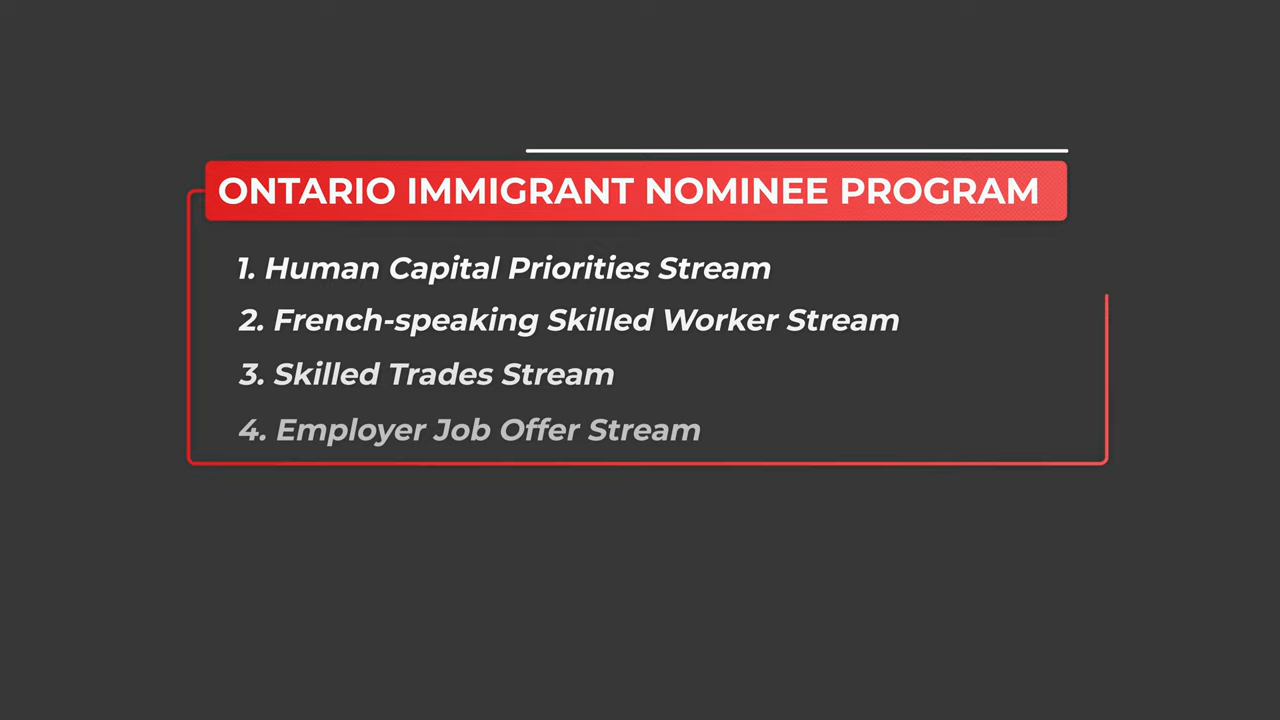 ONTARIO IMMIGRANT NOMINEE PROGRAM
1. Human Capital Priorities Stream
2. French-speaking Skilled Worker Stream
3. Skilled Trades Stream
4. Employer Job Offer Stream